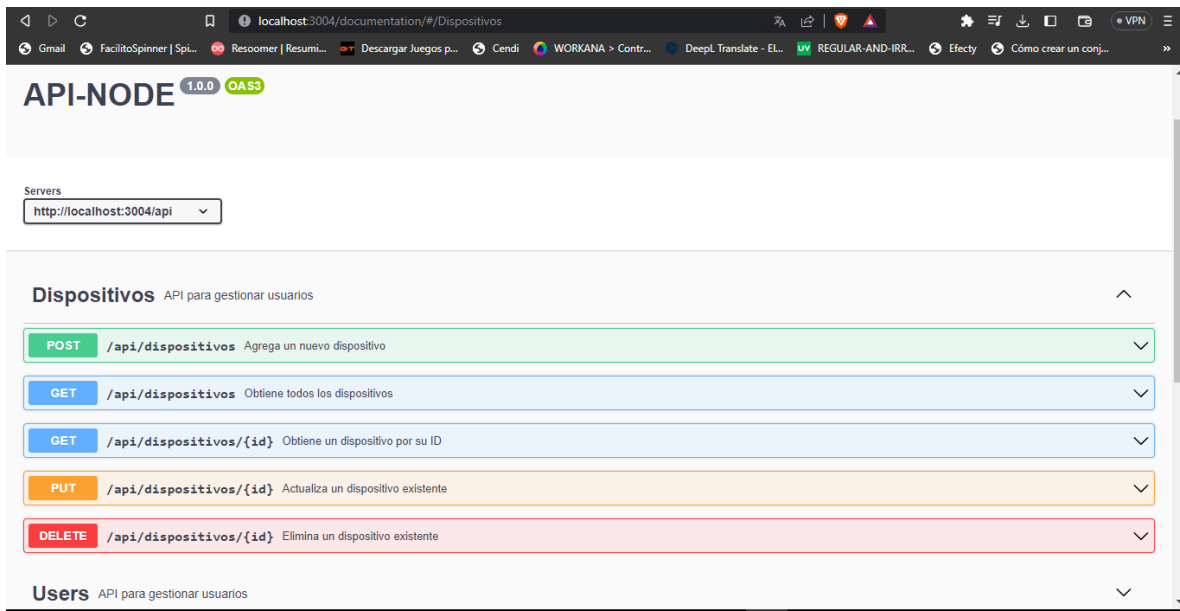 localhost:3004/documentation/#/Dispositivos
VPN
Gmail FacilitoSpinner | Spi... Resoomer | Resumi... Descargar Juegos p... Cendi WORKANA > Contr... DeepL Translate - El... UV REGULAR-AND-IRR... Efecty Cómo crear un conj... »
API-NODE 1.0.0 OAS3
Servers
http://localhost:3004/api
Dispositivos API para gestionar usuarios
POST /api/dispositivos Agrega un nuevo dispositivo
GET /api/dispositivos Obtiene todos los dispositivos
GET /api/dispositivos/{id} Obtiene un dispositivo por su ID
PUT /api/dispositivos/{id} Actualiza un dispositivo existente
DELETE /api/dispositivos/{id} Elimina un dispositivo existente
Users API para gestionar usuarios